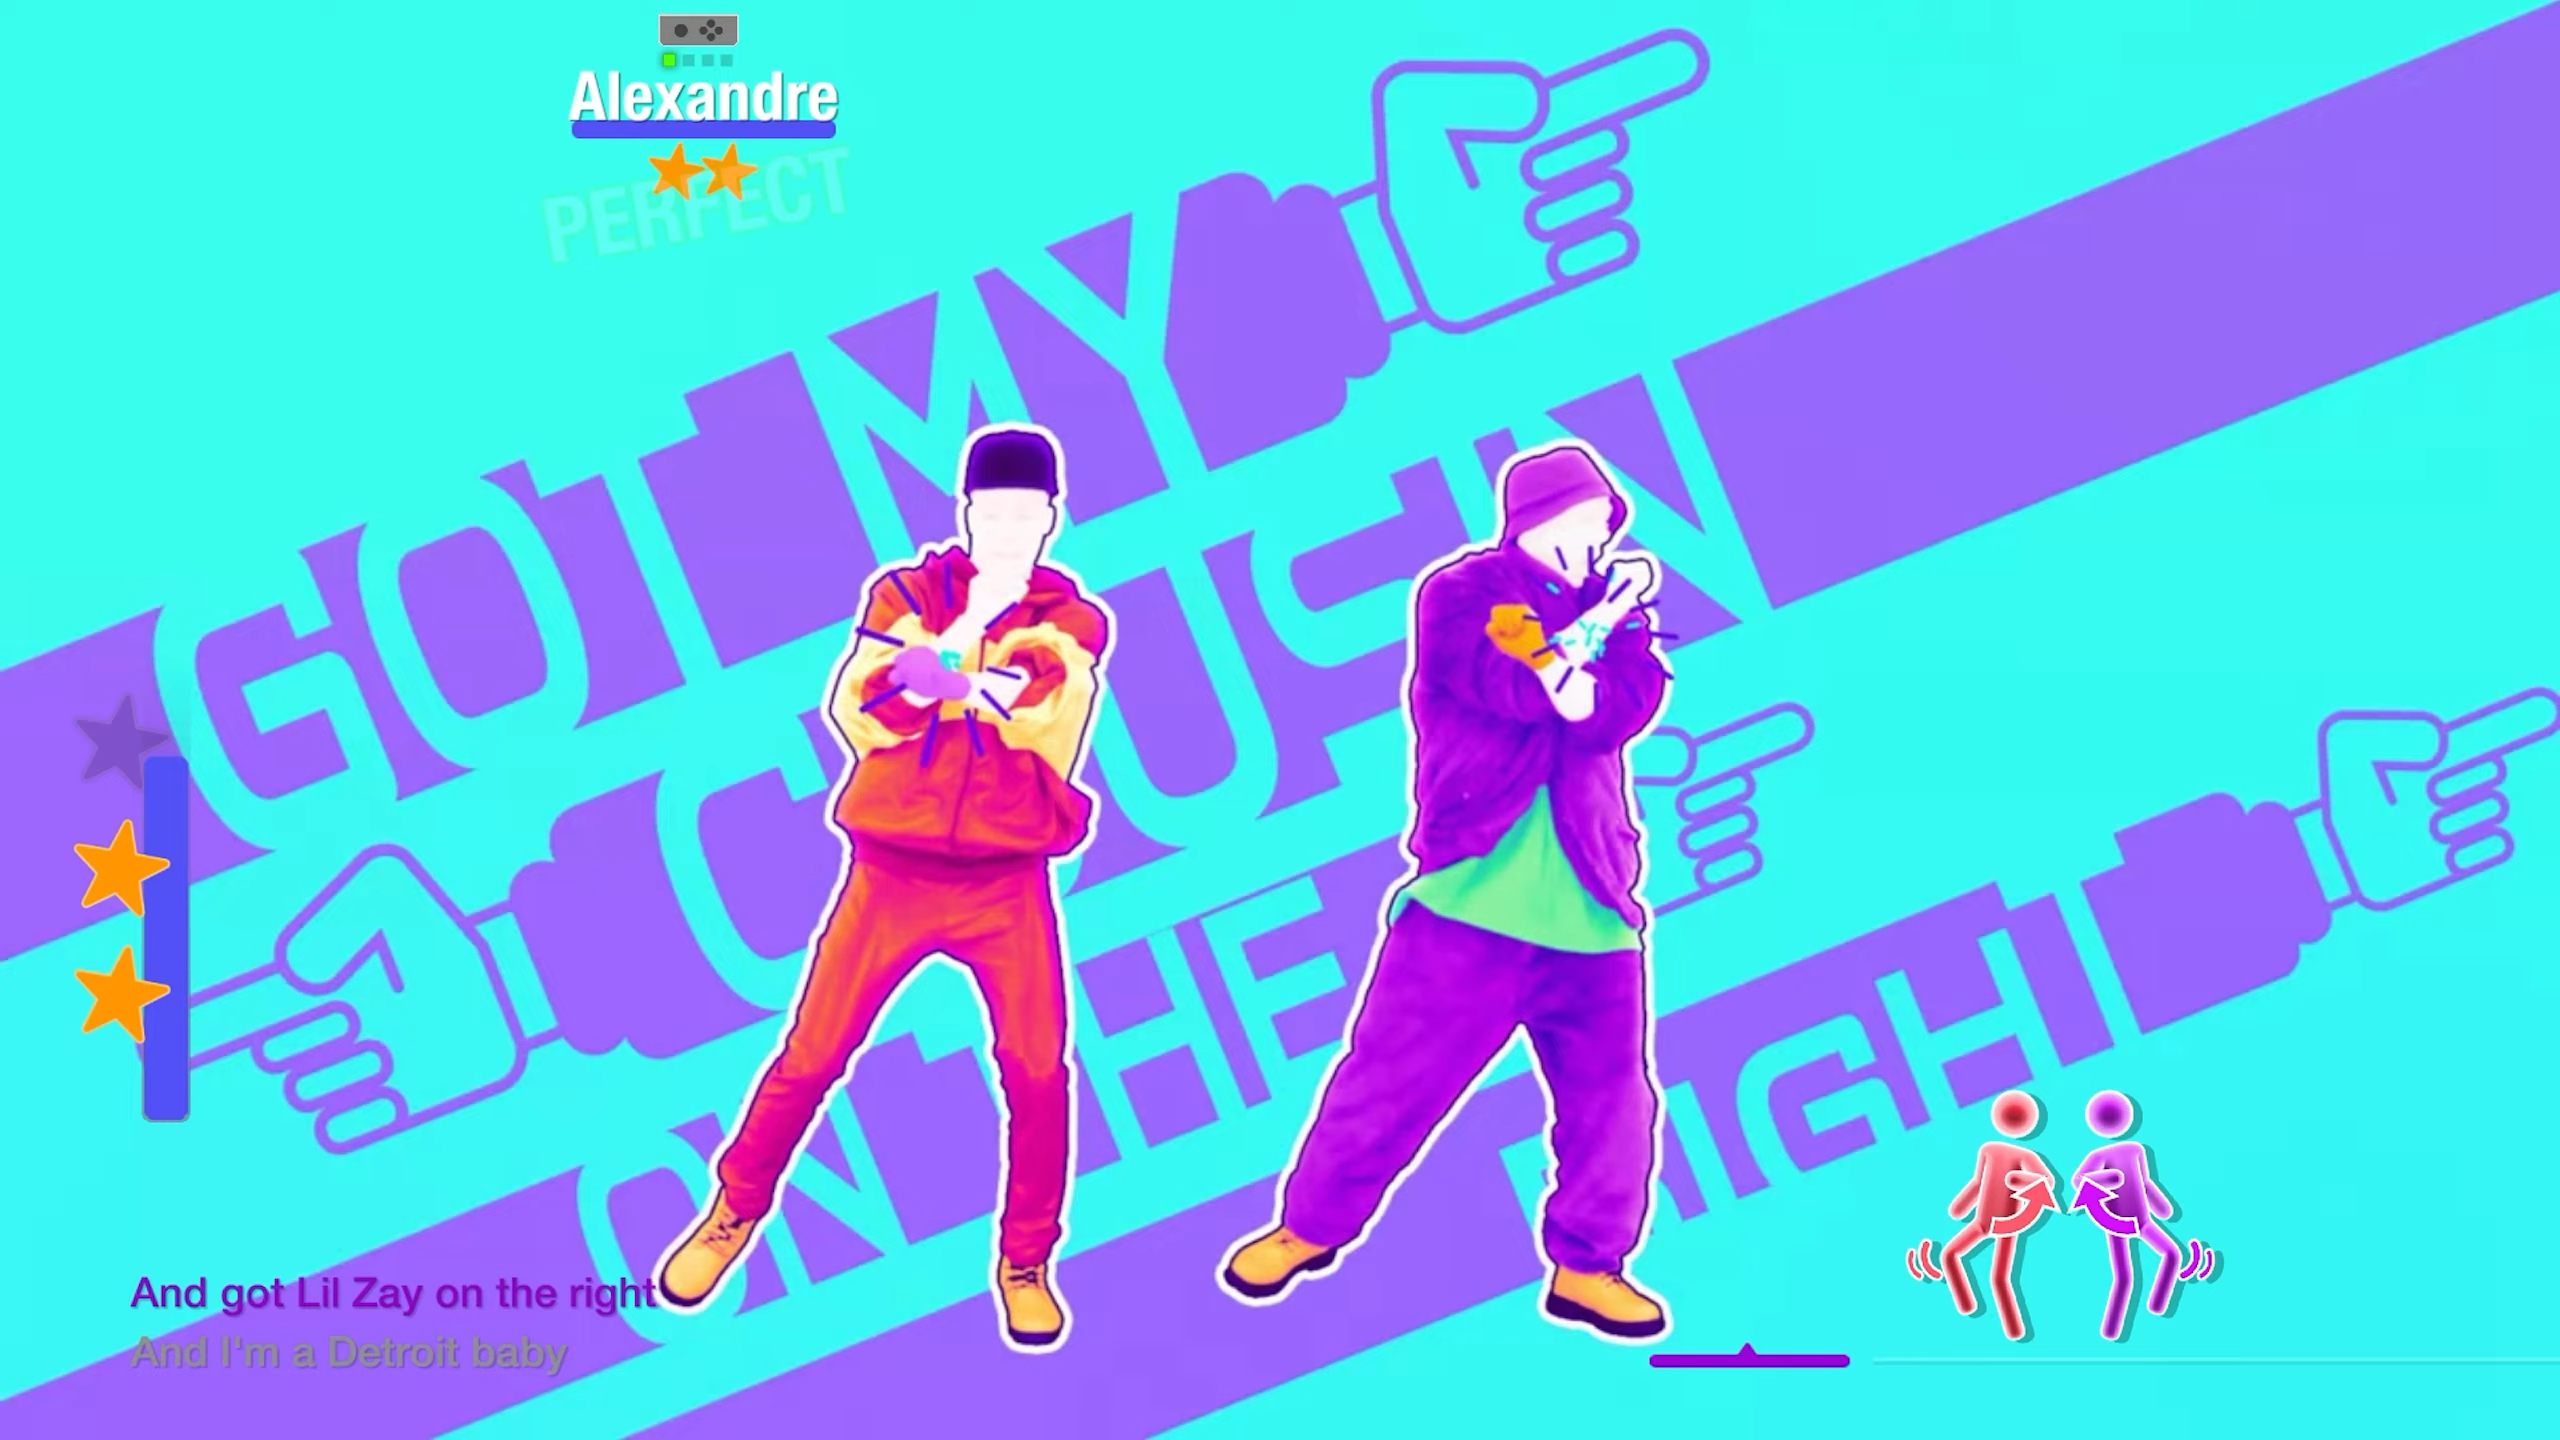 Alexandre
PERFECT
GOT MY
COUSIN
ON THE RIGHT
And got Lil Zay on the right
And I'm a Detroit baby